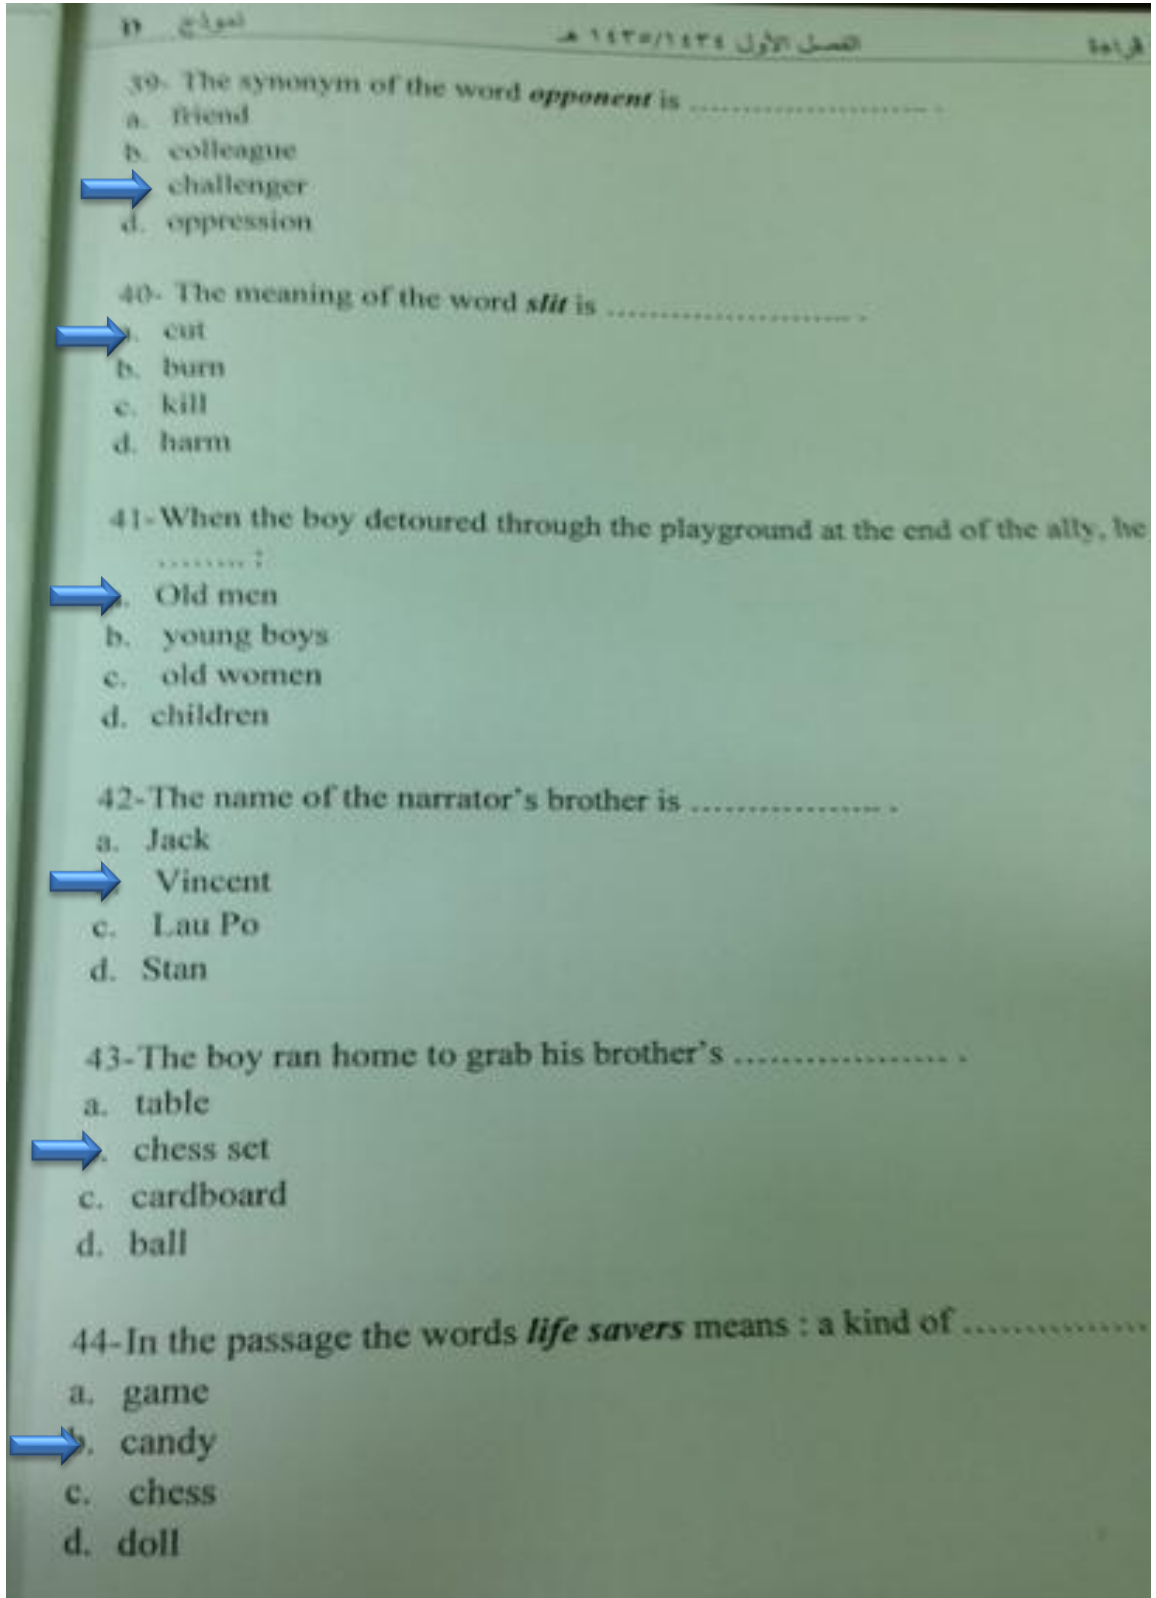 نموذج D
الفصل الأول ١٤٣٤/١٤٣٥ هـ
39- The synonym of the word opponent is ........................ .
a. friend
b. colleague
challenger
d. oppression
40- The meaning of the word slit is ........................ .
a. cut
b. burn
c. kill
d. harm
41-When the boy detoured through the playground at the end of the ally, he
........ :
. Old men
b. young boys
c. old women
d. children
42-The name of the narrator's brother is .................. .
a. Jack
Vincent
c. Lau Po
d. Stan
43-The boy ran home to grab his brother's .................. .
a. table
. chess set
c. cardboard
d. ball
44-In the passage the words life savers means : a kind of ...............
a. game
b. candy
c. chess
d. doll